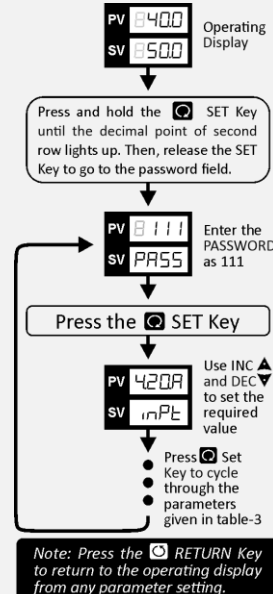 PV 840.0
SV 850.0
Operating
Display
Press and hold the SET Key
until the decimal point of second
row lights up. Then, release the SET
Key to go to the password field.
PV 8111
SV PASS
Enter the
PASSWORD
as 111
Press the SET Key
PV 4.20.A
SV inPt
Use INC
and DEC
to set the
required
value
Press Set
Key to cycle
through the
parameters
given in table-3
Note: Press the RETURN Key
to return to the operating display
from any parameter setting.